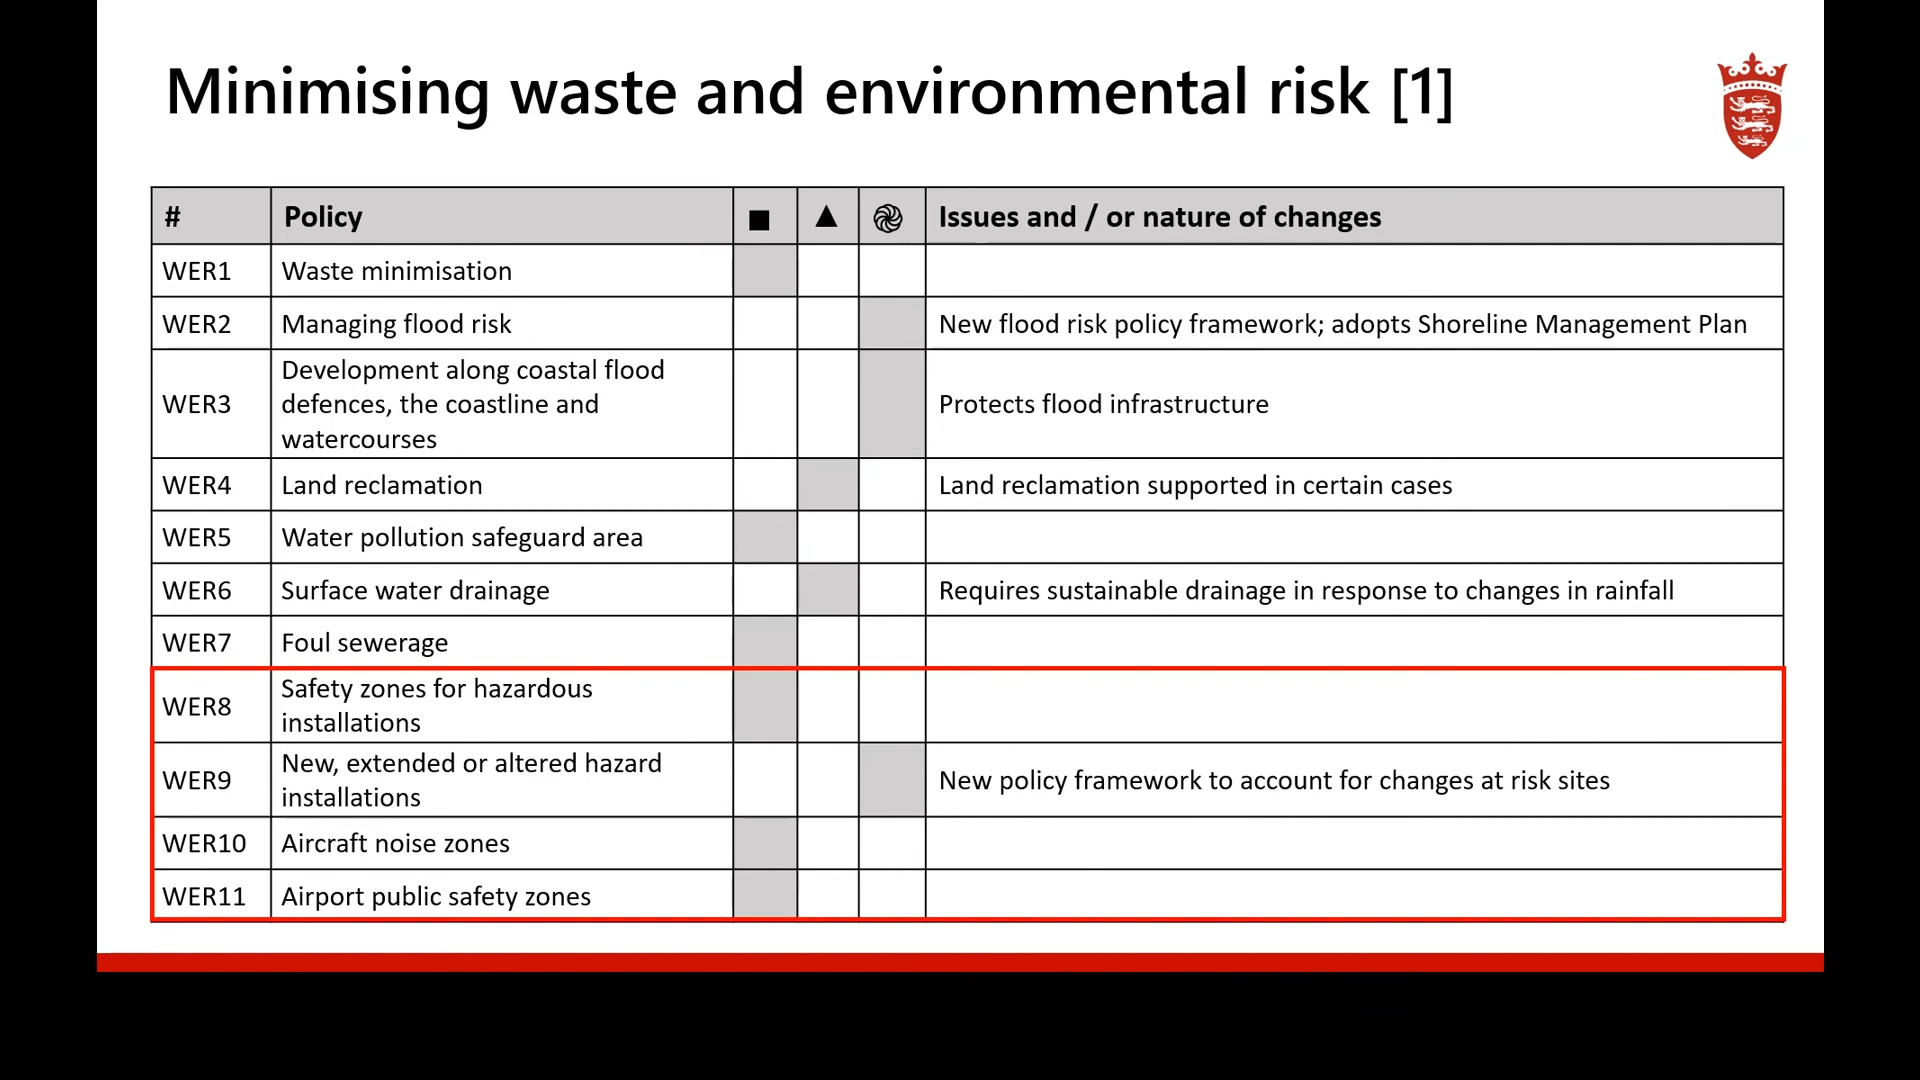 Minimising waste and environmental risk [1]
# Policy ■ ▲ Issues and / or nature of changes
WER1 Waste minimisation
WER2 Managing flood risk New flood risk policy framework; adopts Shoreline Management Plan
WER3 Development along coastal flood
defences, the coastline and
watercourses
Protects flood infrastructure
WER4 Land reclamation Land reclamation supported in certain cases
WER5 Water pollution safeguard area
WER6 Surface water drainage Requires sustainable drainage in response to changes in rainfall
WER7 Foul sewerage
WER8 Safety zones for hazardous
installations
WER9 New, extended or altered hazard
installations
New policy framework to account for changes at risk sites
WER10 Aircraft noise zones
WER11 Airport public safety zones